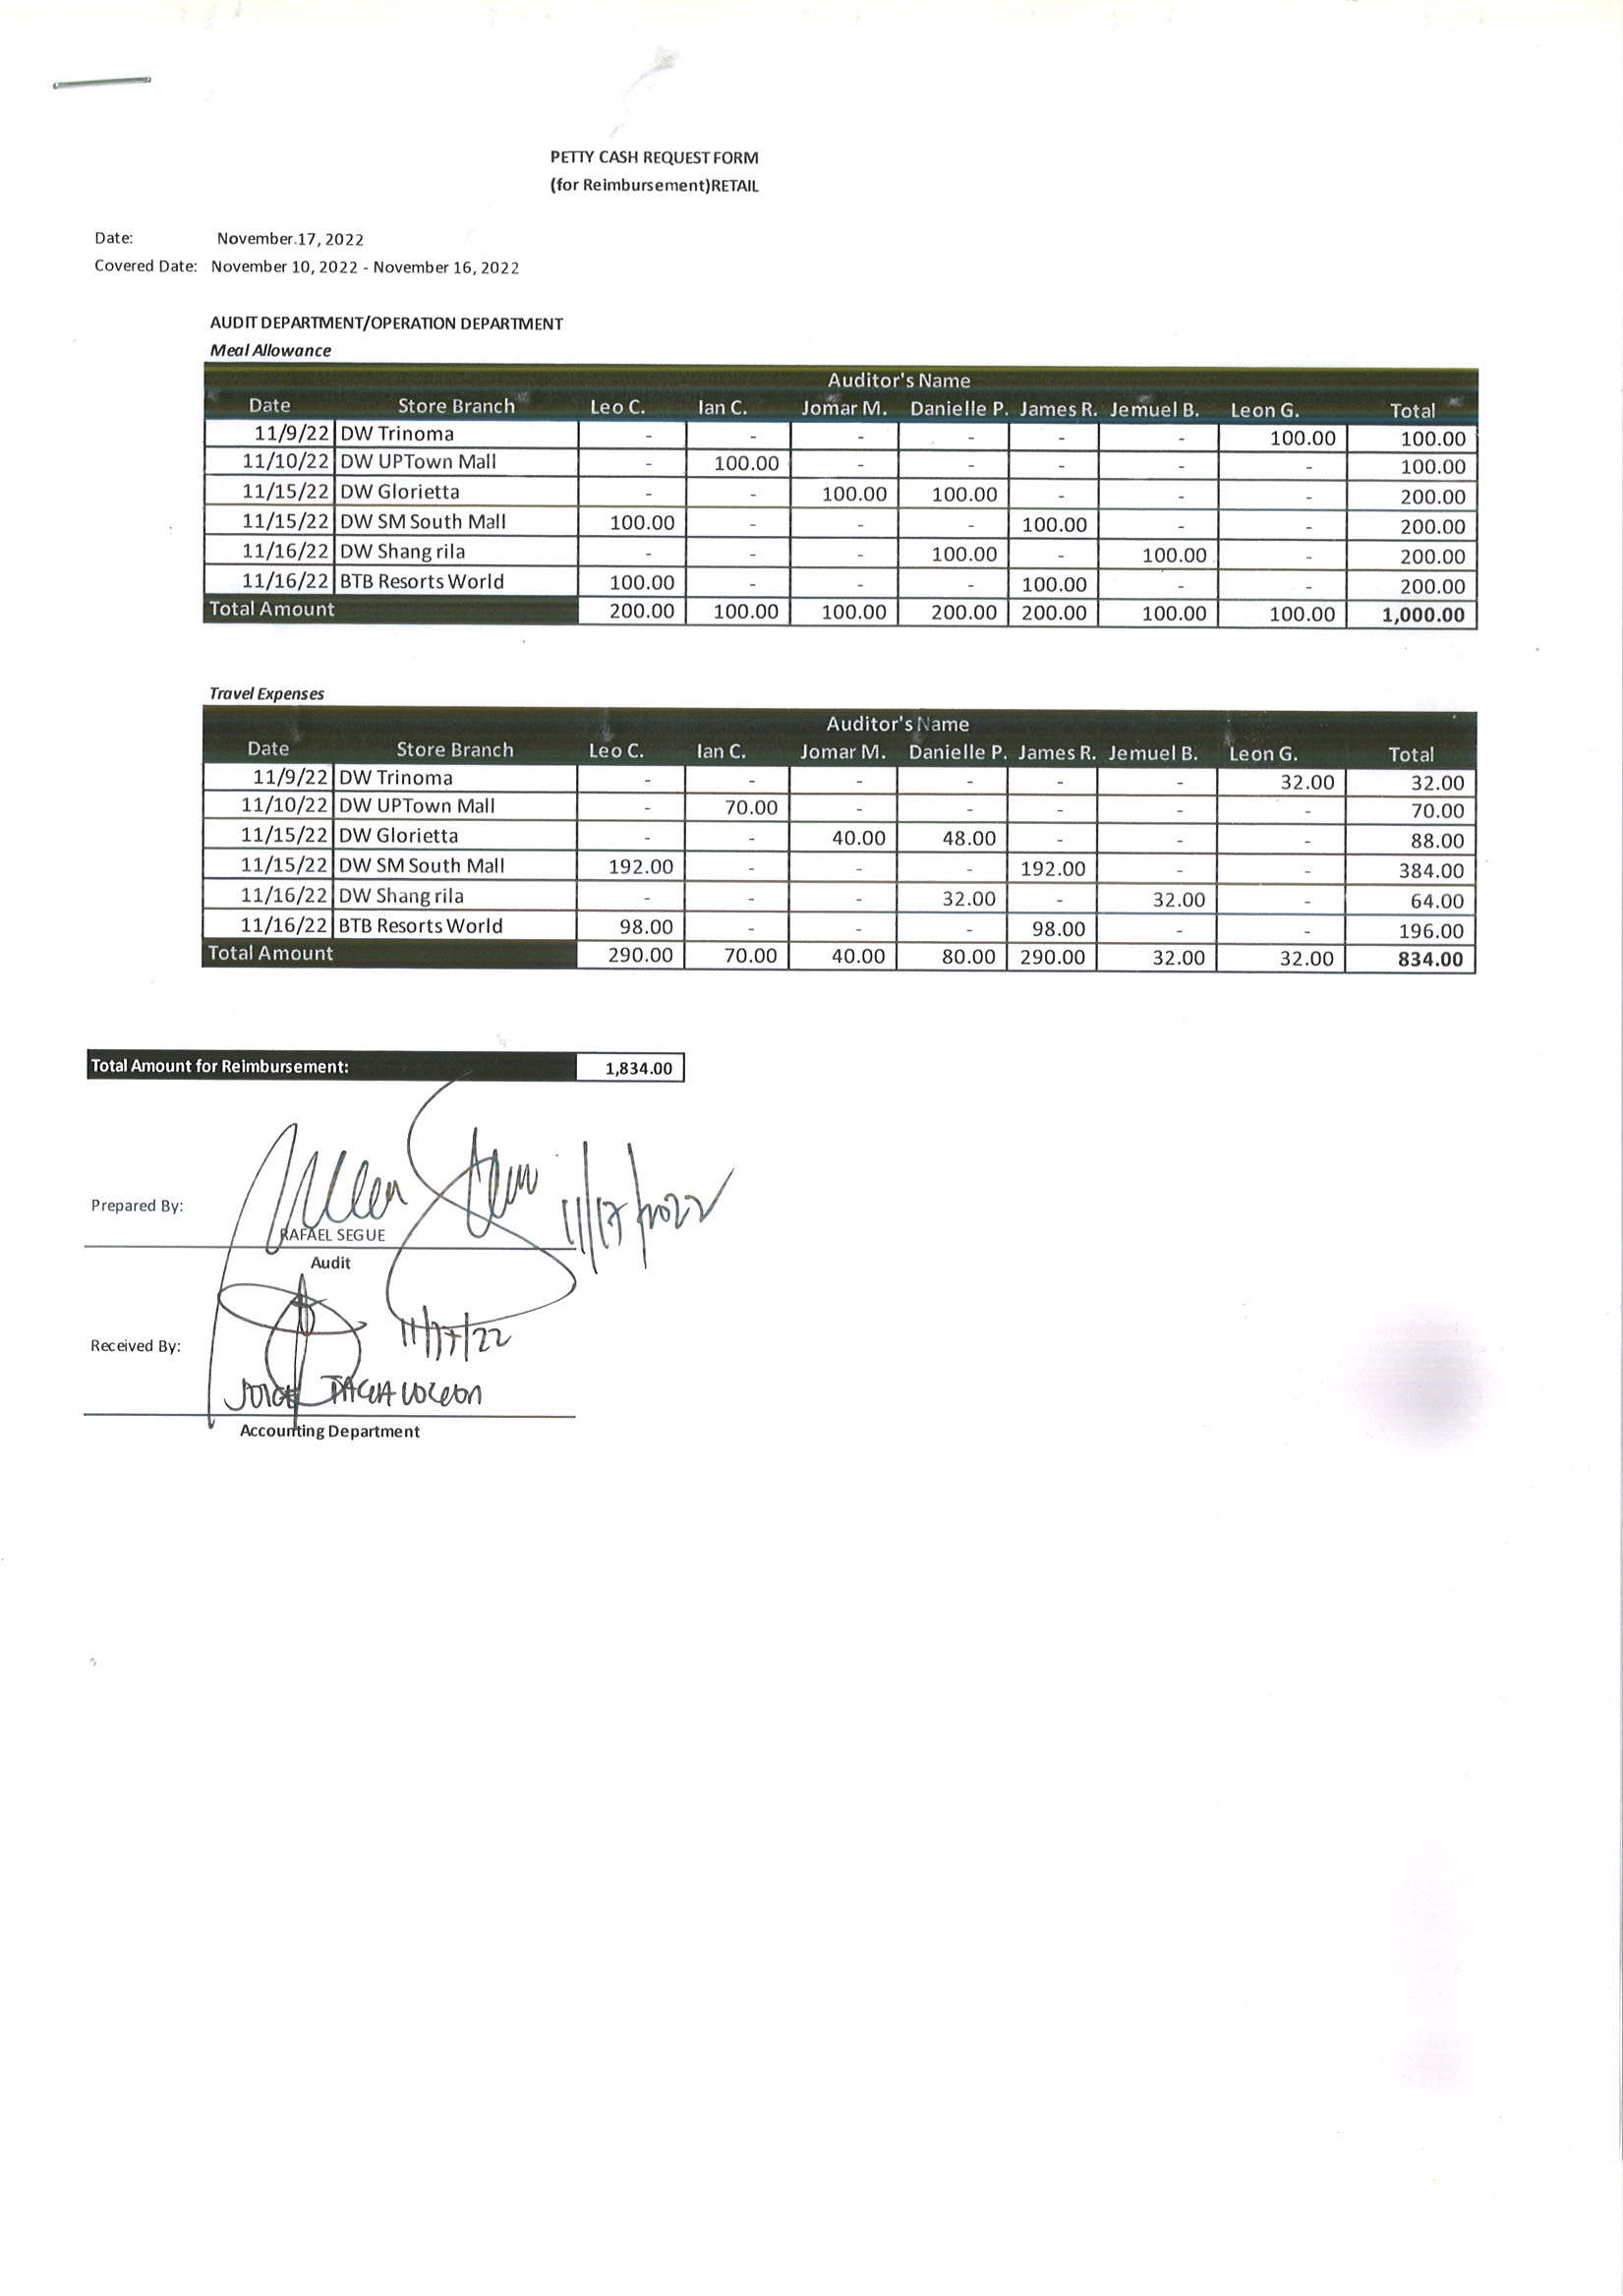 PETTY CASH REQUEST FORM
(for Reimbursement)RETAIL
Date: November.17, 2022
Covered Date: November 10, 2022 - November 16, 2022
AUDIT DEPARTMENT/OPERATION DEPARTMENT
Meal Allowance
Auditor's Name
Date Store Branch Leo C. Ian C. Jomar M. Danielle P. James R. Jemuel B. Leon G. Total
11/9/22 DW Trinoma - - - - - - 100.00 100.00
11/10/22 DW UPTown Mall - 100.00 - - - - - 100.00
11/15/22 DW Glorietta - - 100.00 100.00 - - - 200.00
11/15/22 DW SM South Mall 100.00 - - - 100.00 - - 200.00
11/16/22 DW Shang rila - - - 100.00 - 100.00 - 200.00
11/16/22 BTB Resorts World 100.00 - - - 100.00 - - 200.00
Total Amount 200.00 100.00 100.00 200.00 200.00 100.00 100.00 1,000.00
Travel Expenses
Auditor's Name
Date Store Branch Leo C. Ian C. Jomar M. Danielle P. James R. Jemuel B. Leon G. Total
11/9/22 DW Trinoma - - - - - - 32.00 32.00
11/10/22 DW UPTown Mall - 70.00 - - - - - 70.00
11/15/22 DW Glorietta - - 40.00 48.00 - - - 88.00
11/15/22 DW SM South Mall 192.00 - - - 192.00 - - 384.00
11/16/22 DW Shang rila - - - 32.00 - 32.00 - 64.00
11/16/22 BTB Resorts World 98.00 - - - 98.00 - - 196.00
Total Amount 290.00 70.00 40.00 80.00 290.00 32.00 32.00 834.00
Total Amount for Reimbursement: 1,834.00
Prepared By: 11/17/2022
RAFAEL SEGUE
Audit
Received By: 11/17/22
Accounting Department